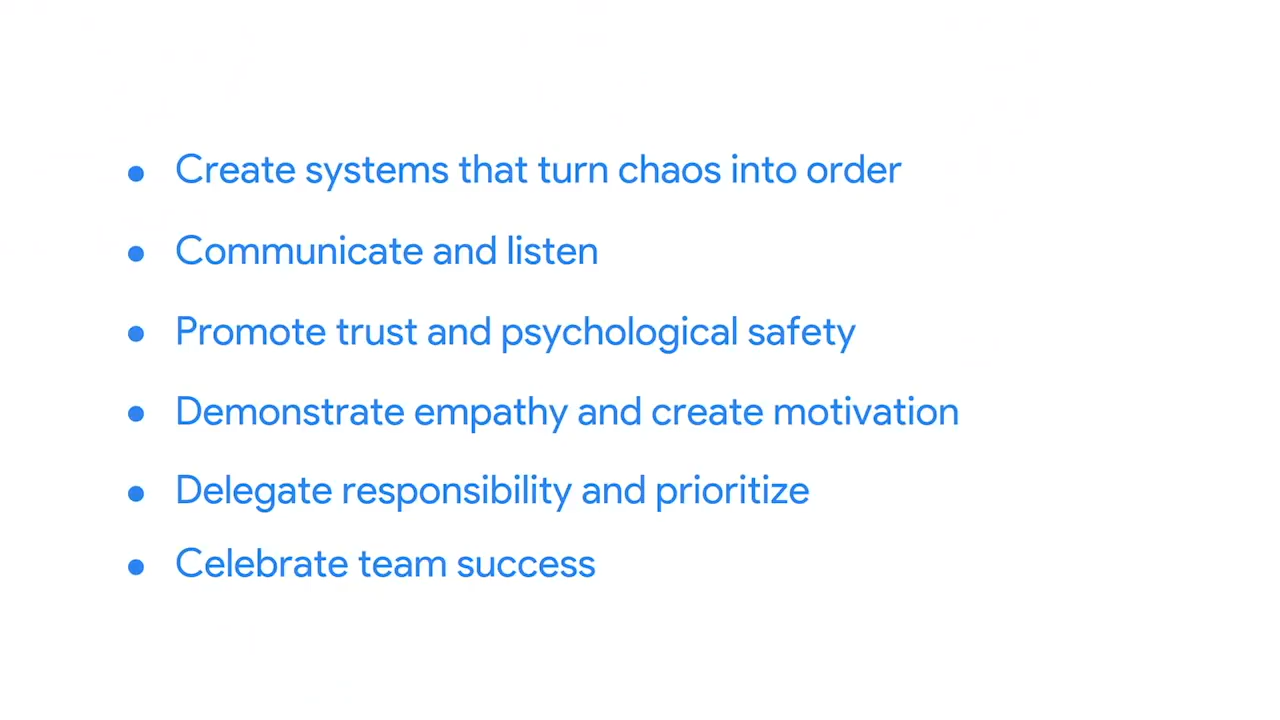 • Create systems that turn chaos into order
• Communicate and listen
• Promote trust and psychological safety
• Demonstrate empathy and create motivation
• Delegate responsibility and prioritize
• Celebrate team success